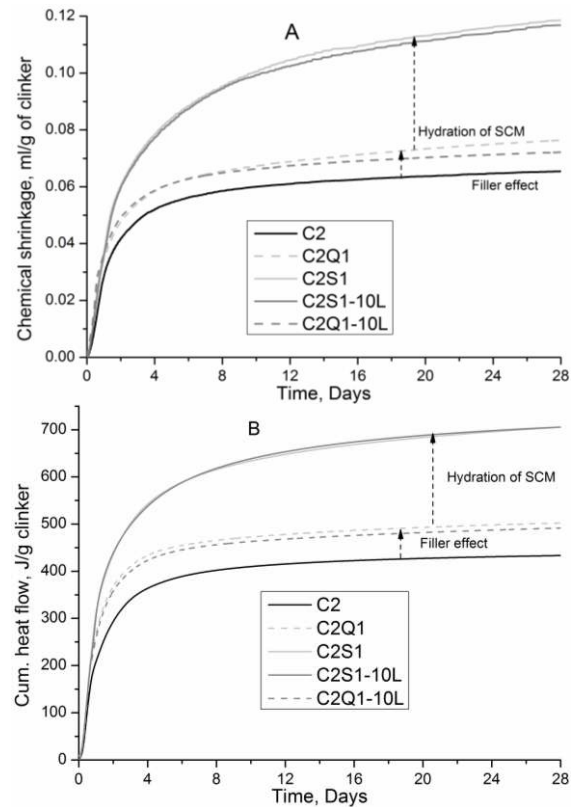 A
Chemical shrinkage, ml/g of clinker
0.12
0.10
0.08
0.06
0.04
0.02
0.00
Hydration of SCM
Filler effect
C2
C2Q1
C2S1
C2S1-10L
C2Q1-10L
0 4 8 12 16 20 24 28
Time, Days
B
Cum. heat flow, J/g clinker
700
600
500
400
300
200
100
0
Hydration of SCM
Filler effect
C2
C2Q1
C2S1
C2S1-10L
C2Q1-10L
0 4 8 12 16 20 24 28
Time, Days